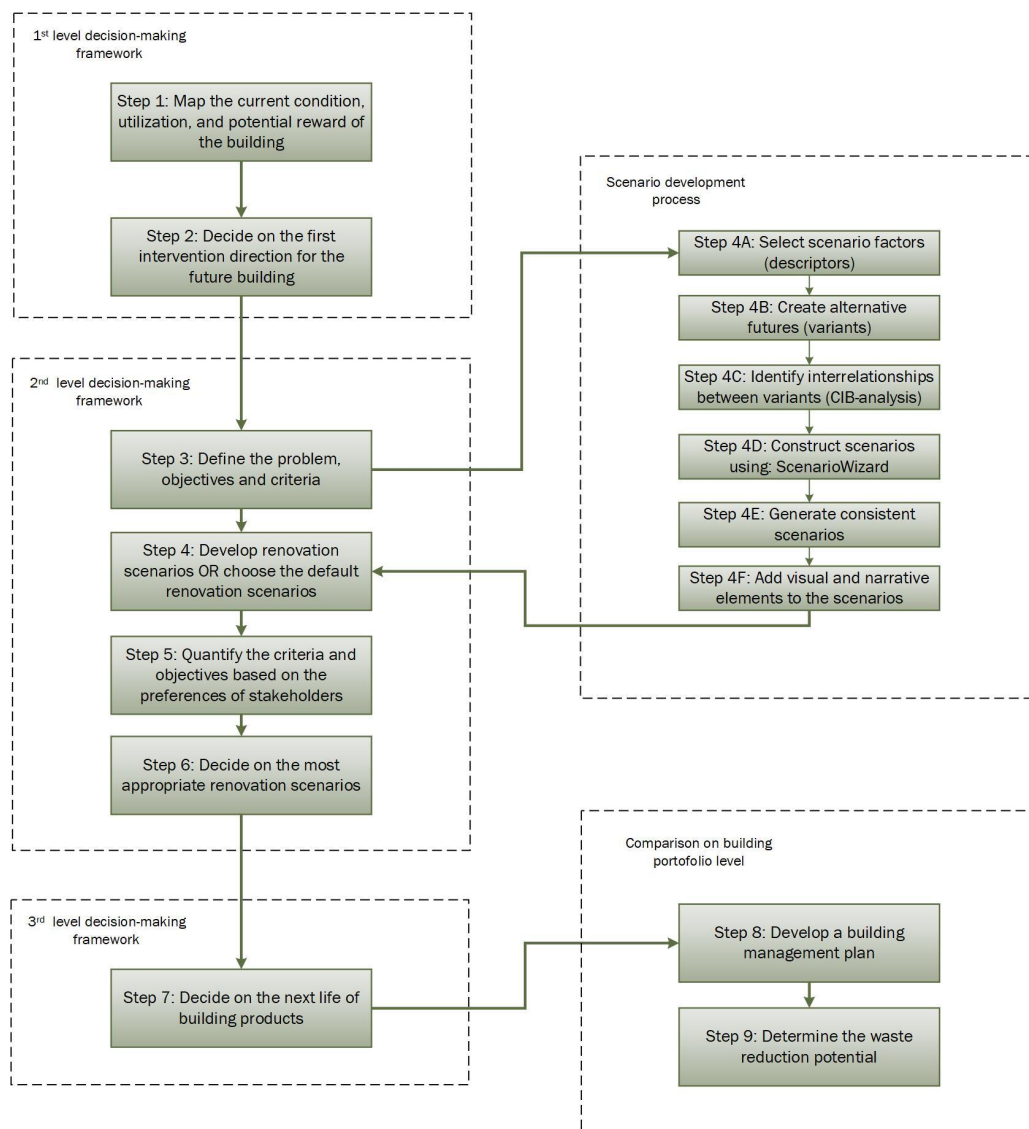 1st level decision-making
framework
Step 1: Map the current condition,
utilization, and potential reward of
the building
Step 2: Decide on the first
intervention direction for the
future building
2nd level decision-making
framework
Step 3: Define the problem,
objectives and criteria
Step 4: Develop renovation
scenarios OR choose the default
renovation scenarios
Step 5: Quantify the criteria and
objectives based on the
preferences of stakeholders
Step 6: Decide on the most
appropriate renovation scenarios
3rd level decision-making
framework
Step 7: Decide on the next life of
building products
Scenario development
process
Step 4A: Select scenario factors
(descriptors)
Step 4B: Create alternative
futures (variants)
Step 4C: Identify interrelationships
between variants (CIB-analysis)
Step 4D: Construct scenarios
using: ScenarioWizard
Step 4E: Generate consistent
scenarios
Step 4F: Add visual and narrative
elements to the scenarios
Comparison on building
portofolio level
Step 8: Develop a building
management plan
Step 9: Determine the waste
reduction potential